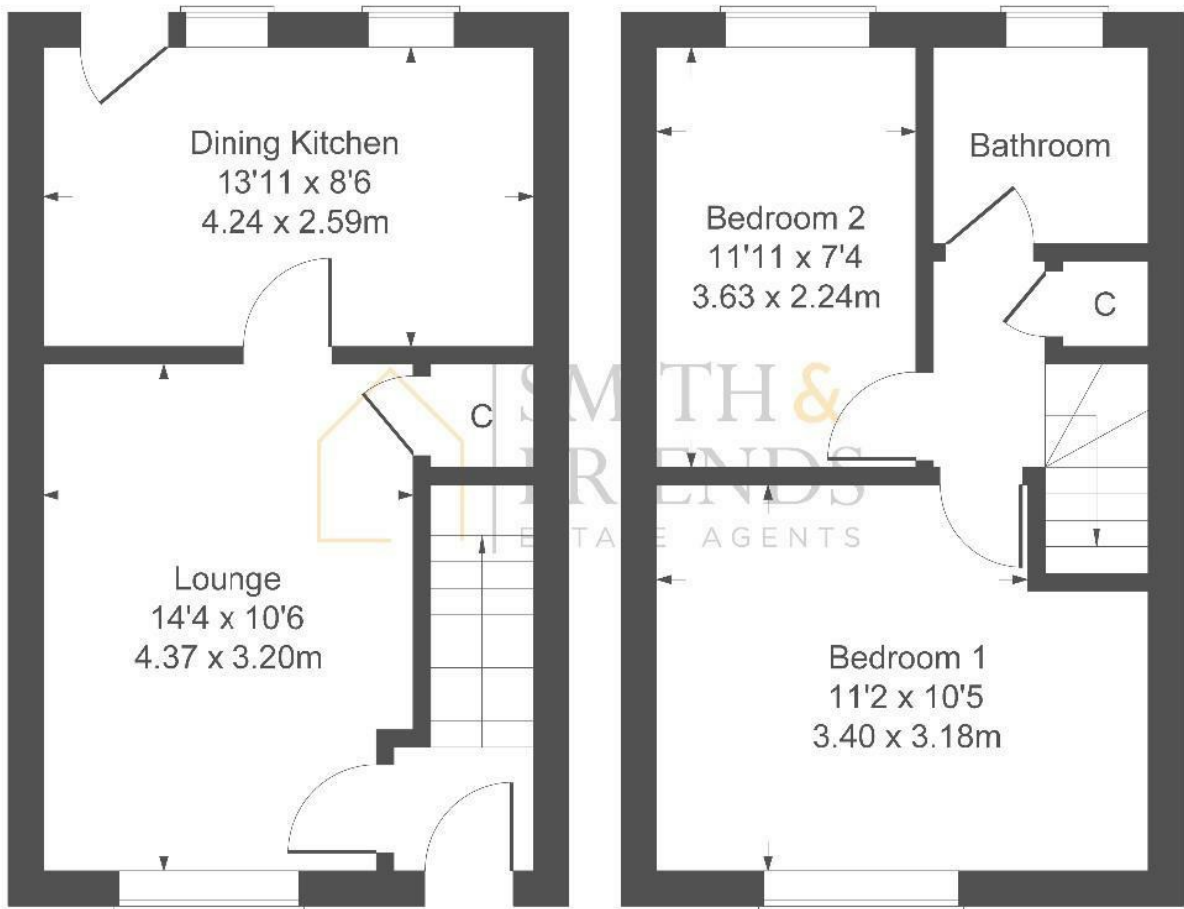 Dining Kitchen
13'11 x 8'6
4.24 x 2.59m
C
Lounge
14'4 x 10'6
4.37 x 3.20m
Bedroom 2
11'11 x 7'4
3.63 x 2.24m
Bathroom
C
Bedroom 1
11'2 x 10'5
3.40 x 3.18m
SMITH &
FRIENDS
ESTATE AGENTS